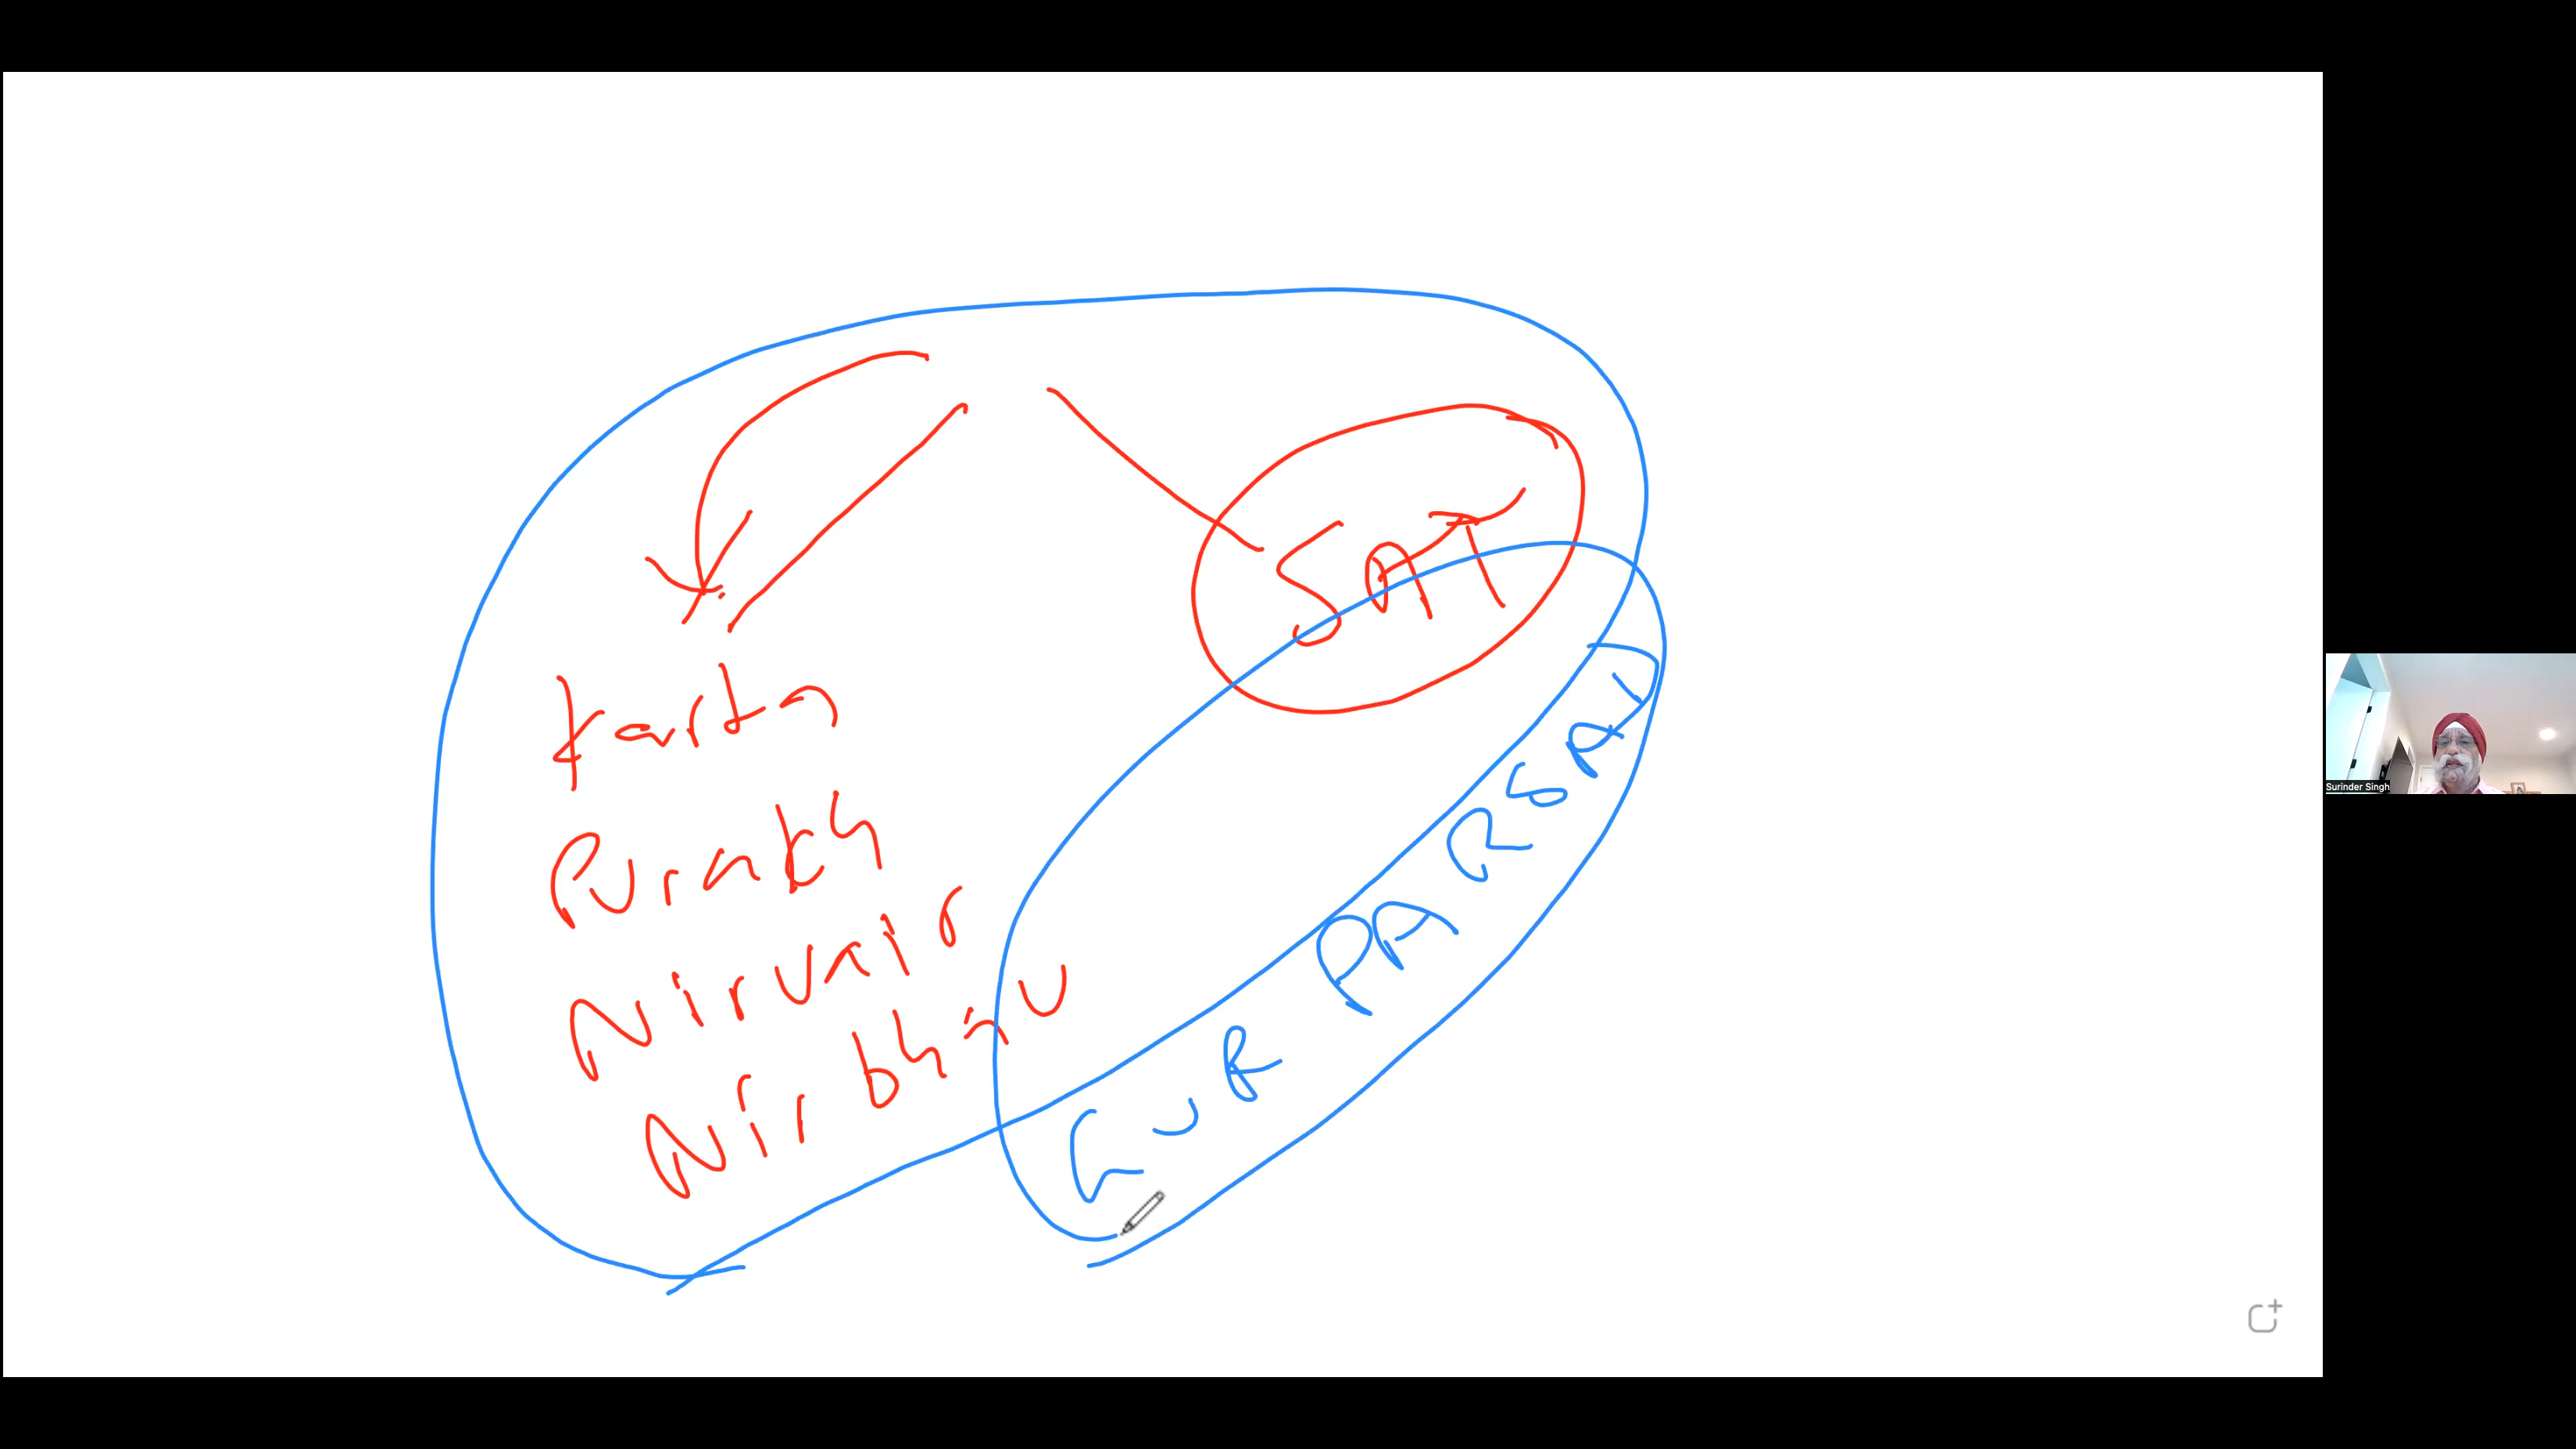 SAT
Karta
Purakh
Nirvair
Nirbhau
GUR PARSAD
Surinder Singh